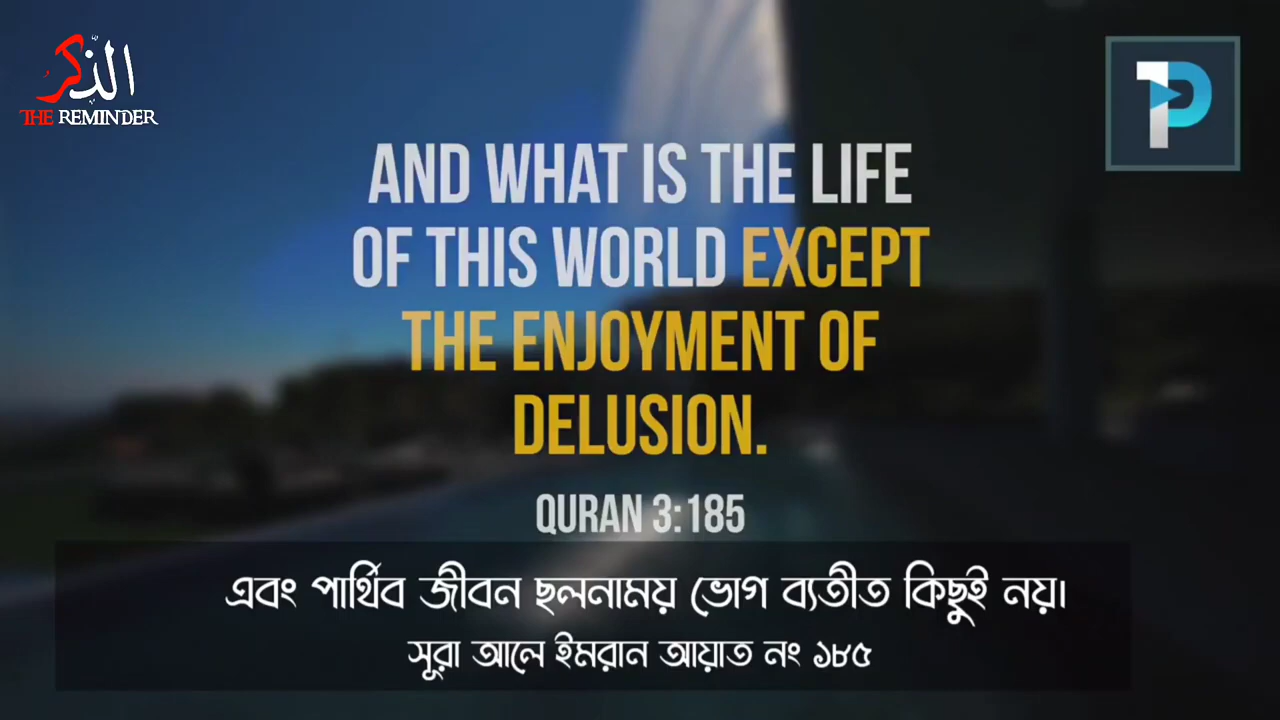 الذكر
THE REMINDER
AND WHAT IS THE LIFE
OF THIS WORLD EXCEPT
THE ENJOYMENT OF
DELUSION.
QURAN 3:185
এবং পার্থিব জীবন ছলনাময় ভোগ ব্যতীত কিছুই নয়।
সূরা আলে ইমরান আয়াত নং ১৮৫